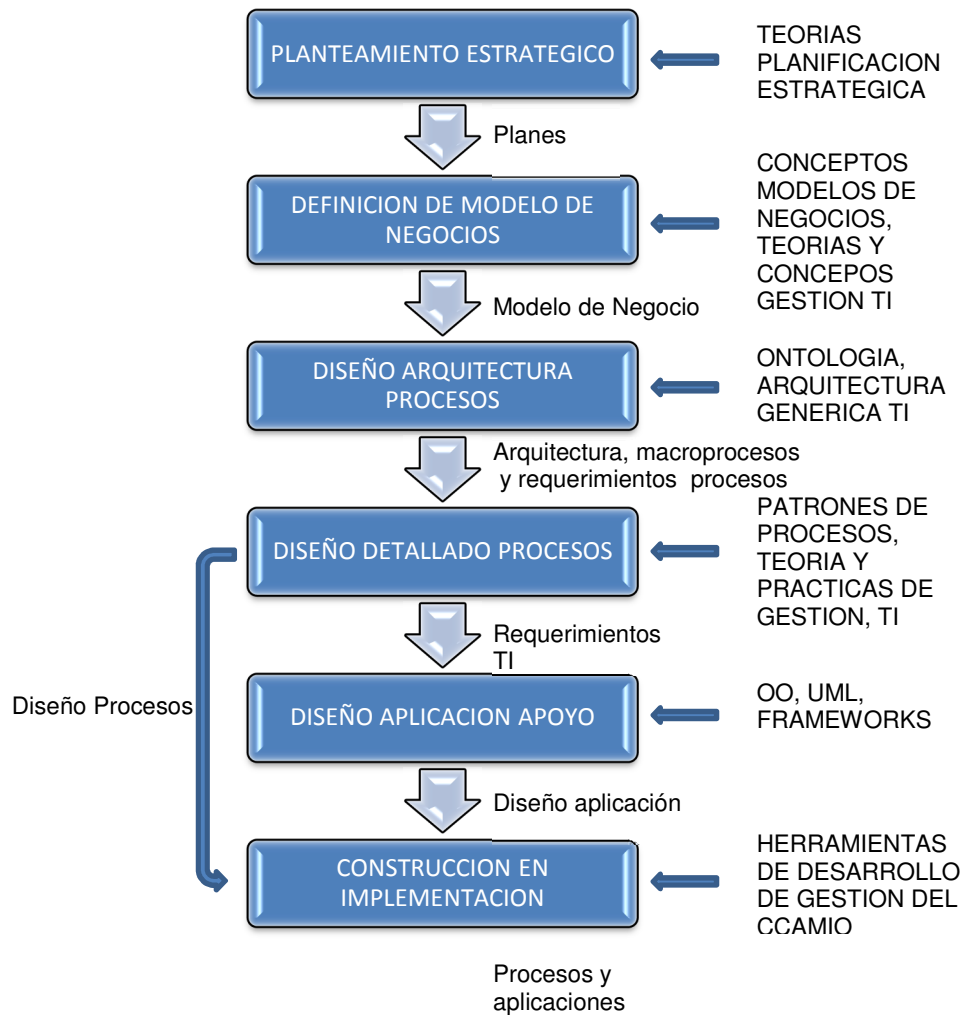 PLANTEAMIENTO ESTRATEGICO
TEORIAS
PLANIFICACION
ESTRATEGICA
Planes
DEFINICION DE MODELO DE
NEGOCIOS
CONCEPTOS
MODELOS DE
NEGOCIOS,
TEORIAS Y
CONCEPOS
GESTION TI
Modelo de Negocio
DISEÑO ARQUITECTURA
PROCESOS
ONTOLOGIA,
ARQUITECTURA
GENERICA TI
Arquitectura, macroprocesos
y requerimientos procesos
DISEÑO DETALLADO PROCESOS
PATRONES DE
PROCESOS,
TEORIA Y
PRACTICAS DE
GESTION, TI
Requerimientos
TI
Diseño Procesos
DISEÑO APLICACION APOYO
OO, UML,
FRAMEWORKS
Diseño aplicación
CONSTRUCCION EN
IMPLEMENTACION
HERRAMIENTAS
DE DESARROLLO
DE GESTION DEL
CCAMIO
Procesos y
aplicaciones